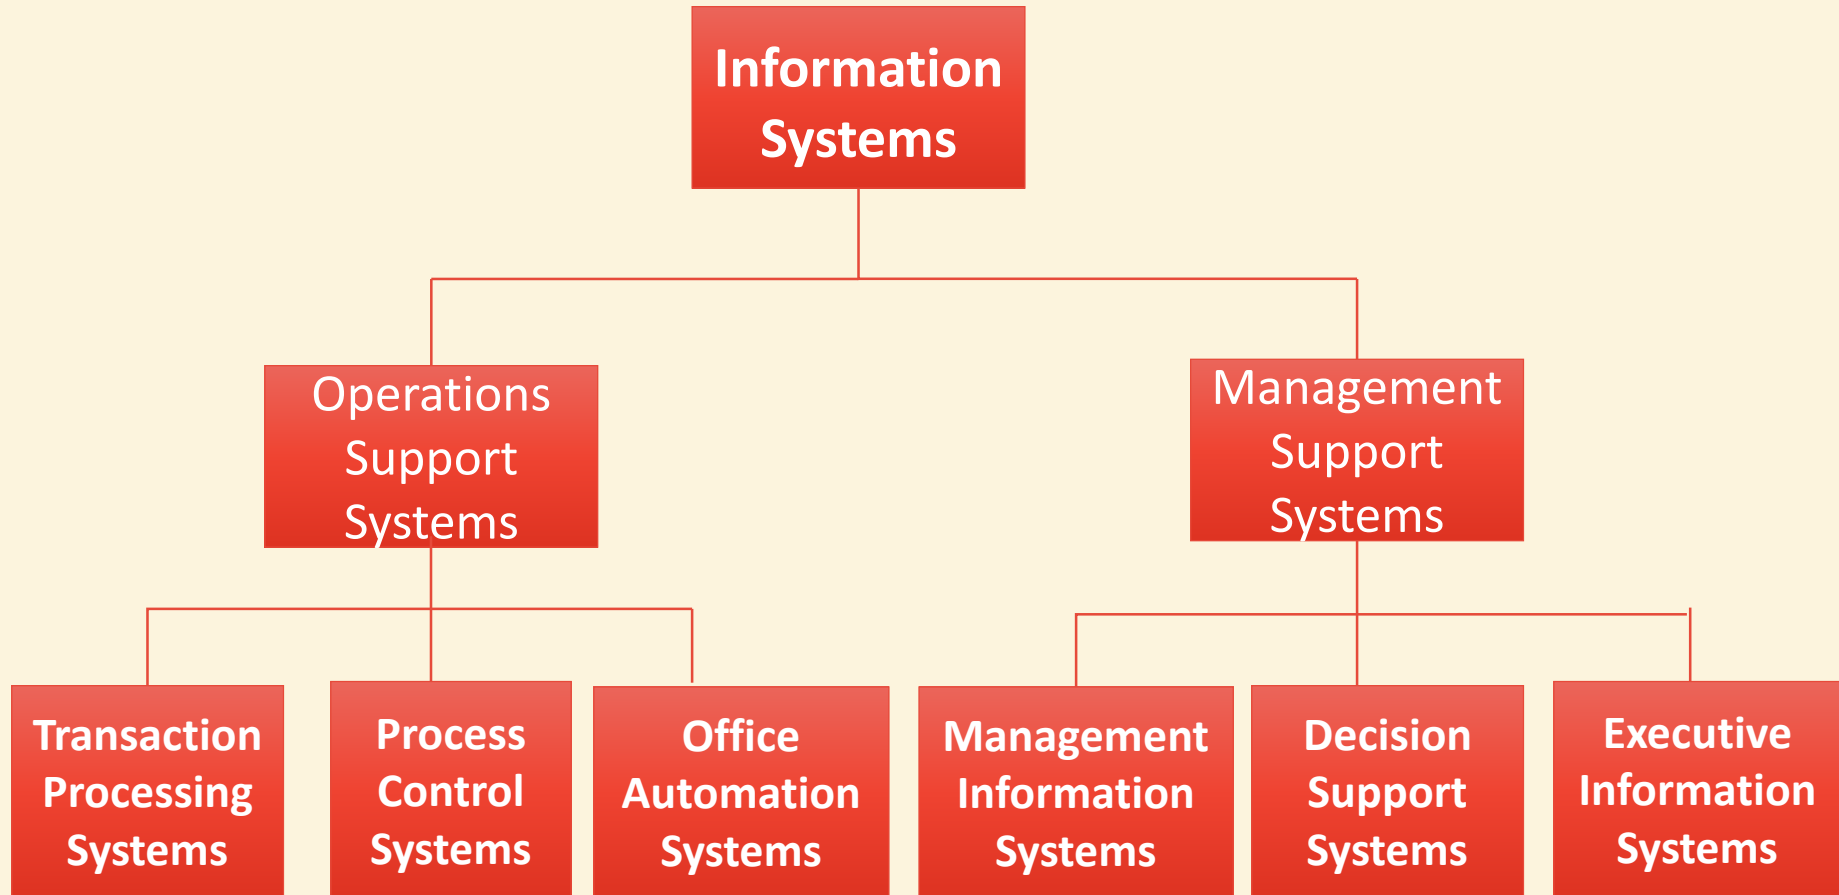 Information
Systems
Operations
Support
Systems
Management
Support
Systems
Transaction
Processing
Systems
Process
Control
Systems
Office
Automation
Systems
Management
Information
Systems
Decision
Support
Systems
Executive
Information
Systems